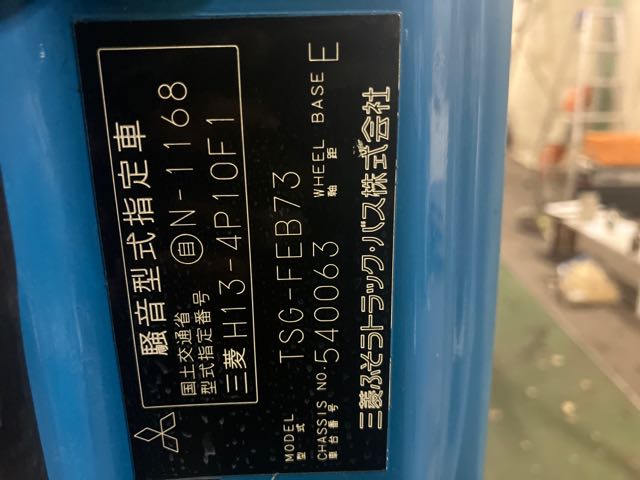 騒音型式指定車
国土交通省
型式指定番号 自N-1168
三菱 H13-4P10F1
MODEL
型式 TSG-FEB73
CHASSIS NO.
車台番号 540063
WHEEL BASE
軸距 E
三菱ふそうトラック・バス株式会社